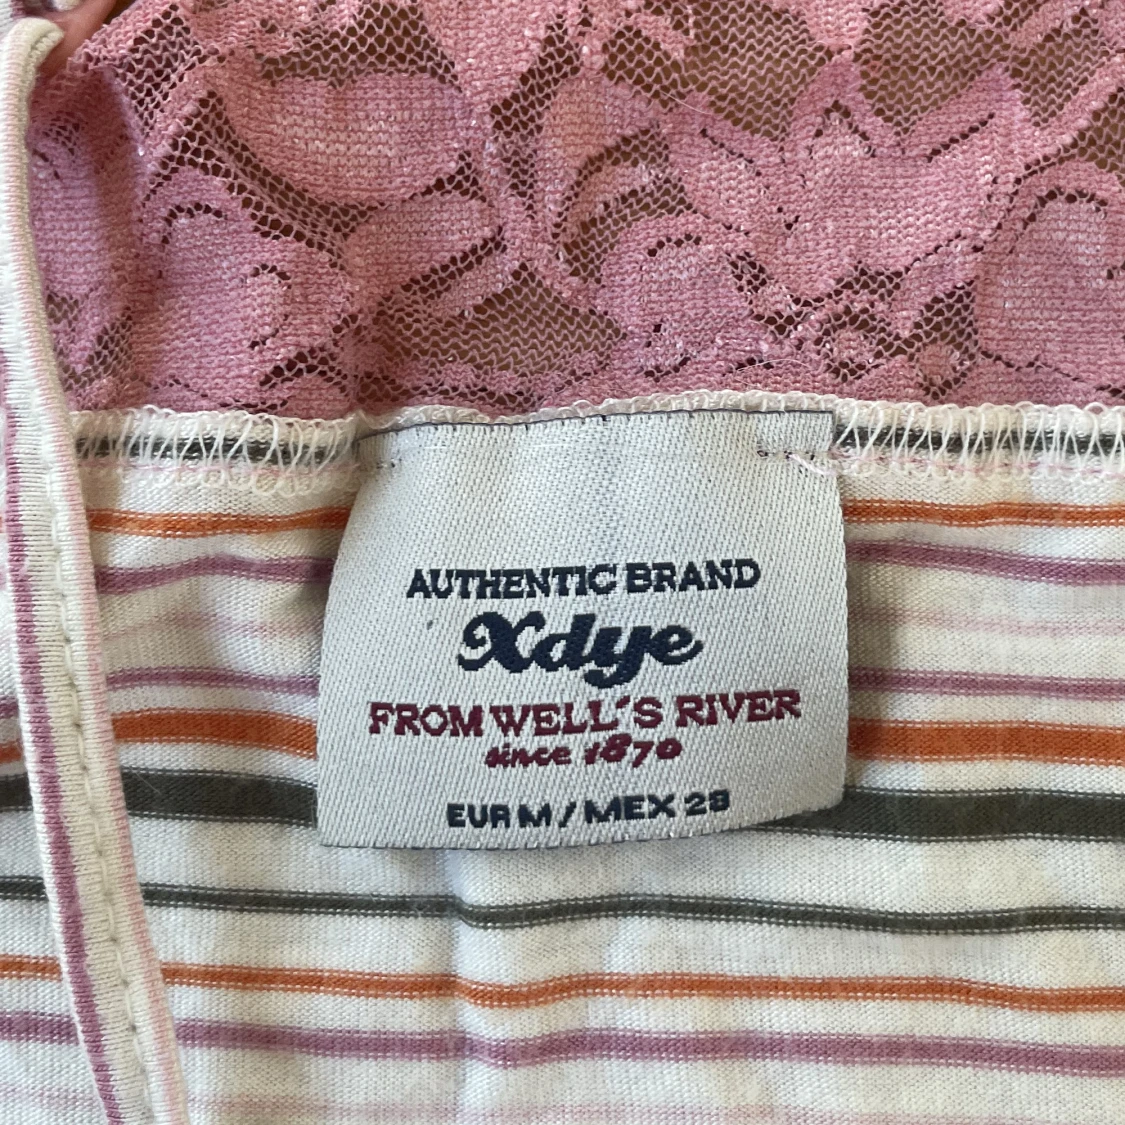 AUTHENTIC BRAND
Xdye
FROM WELL'S RIVER
since 1870
EUR M / MEX 28